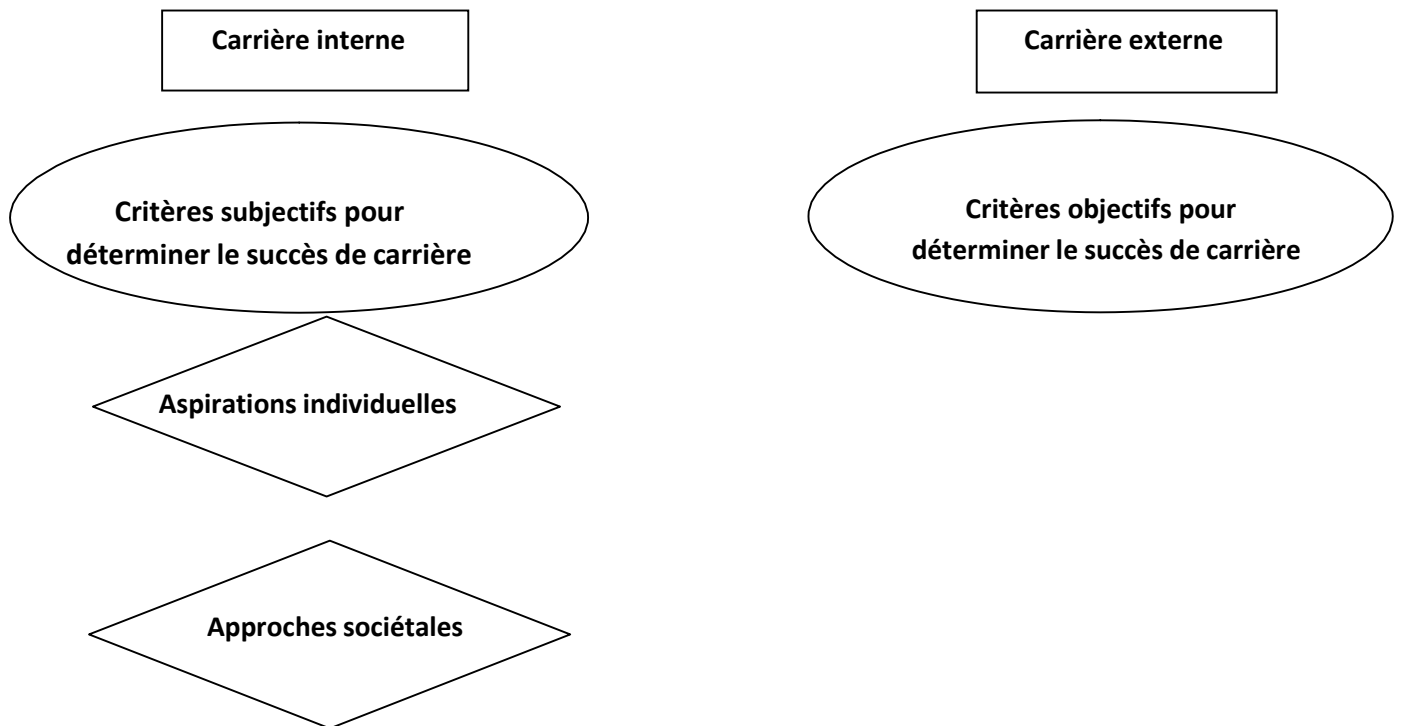 Carrière interne
Carrière externe
Critères subjectifs pour
déterminer le succès de carrière
Critères objectifs pour
déterminer le succès de carrière
Aspirations individuelles
Approches sociétales